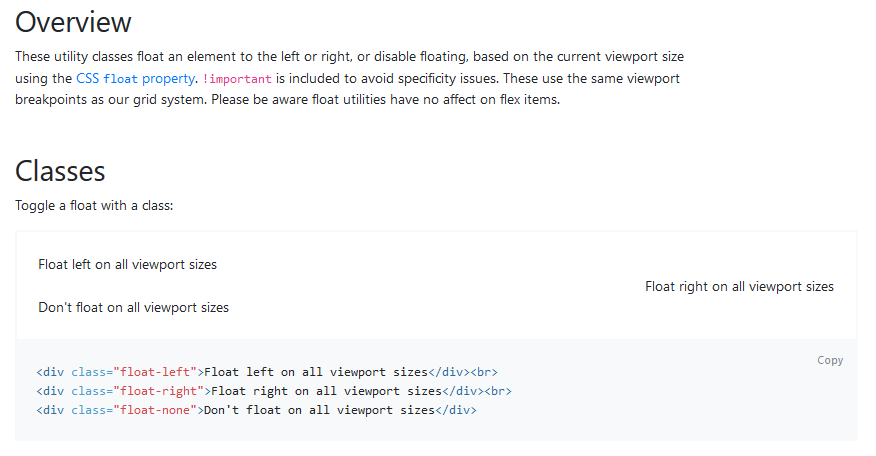 Overview
These utility classes float an element to the left or right, or disable floating, based on the current viewport size
using the CSS float property. !important is included to avoid specificity issues. These use the same viewport
breakpoints as our grid system. Please be aware float utilities have no affect on flex items.
Classes
Toggle a float with a class:
Float left on all viewport sizes
Float right on all viewport sizes
Don't float on all viewport sizes
Copy
<div class="float-left">Float left on all viewport sizes</div><br>
<div class="float-right">Float right on all viewport sizes</div><br>
<div class="float-none">Don't float on all viewport sizes</div>